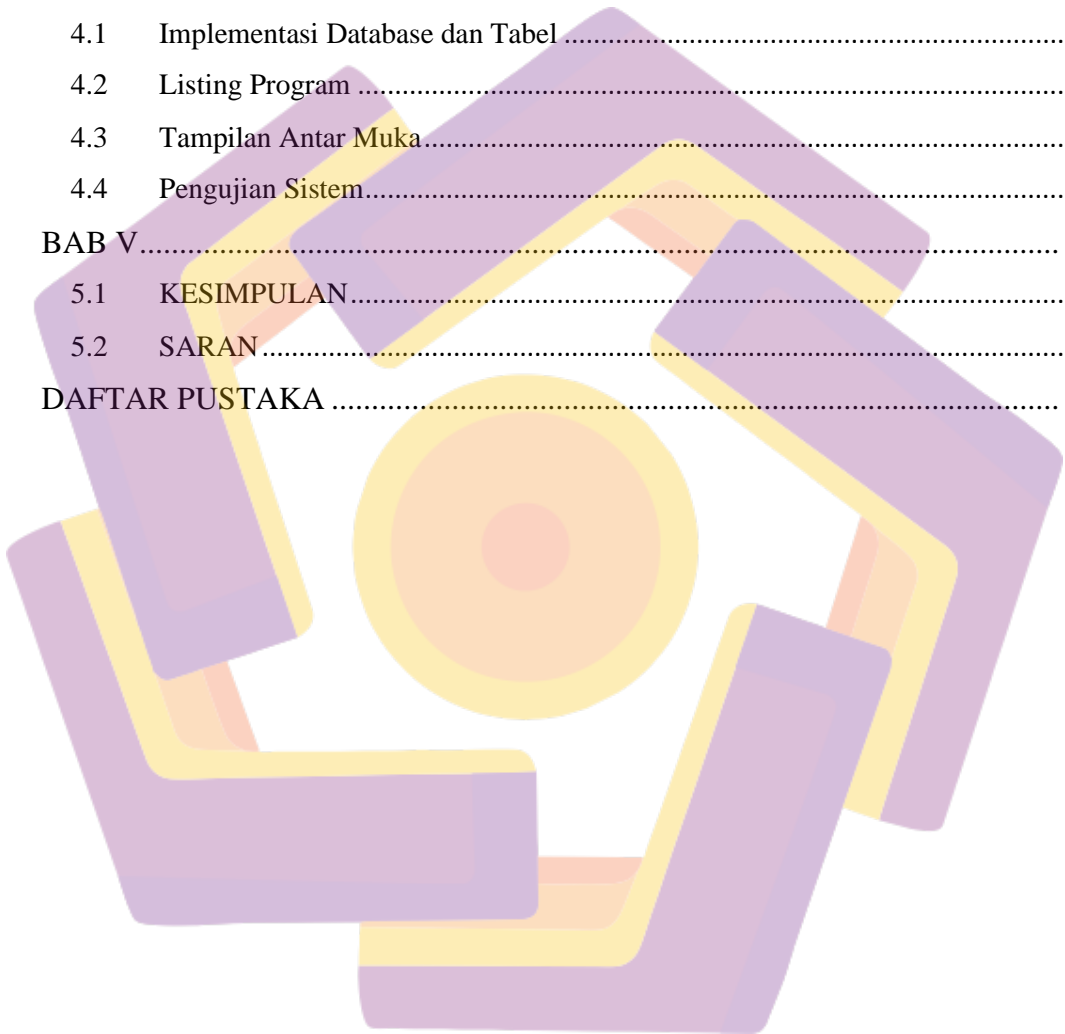 4.1 Implementasi Database dan Tabel ................................................................
4.2 Listing Program ..........................................................................................
4.3 Tampilan Antar Muka..................................................................................
4.4 Pengujian Sistem..........................................................................................
BAB V....................................................................................................................
5.1 KESIMPULAN............................................................................................
5.2 SARAN.......................................................................................................
DAFTAR PUSTAKA ...........................................................................................